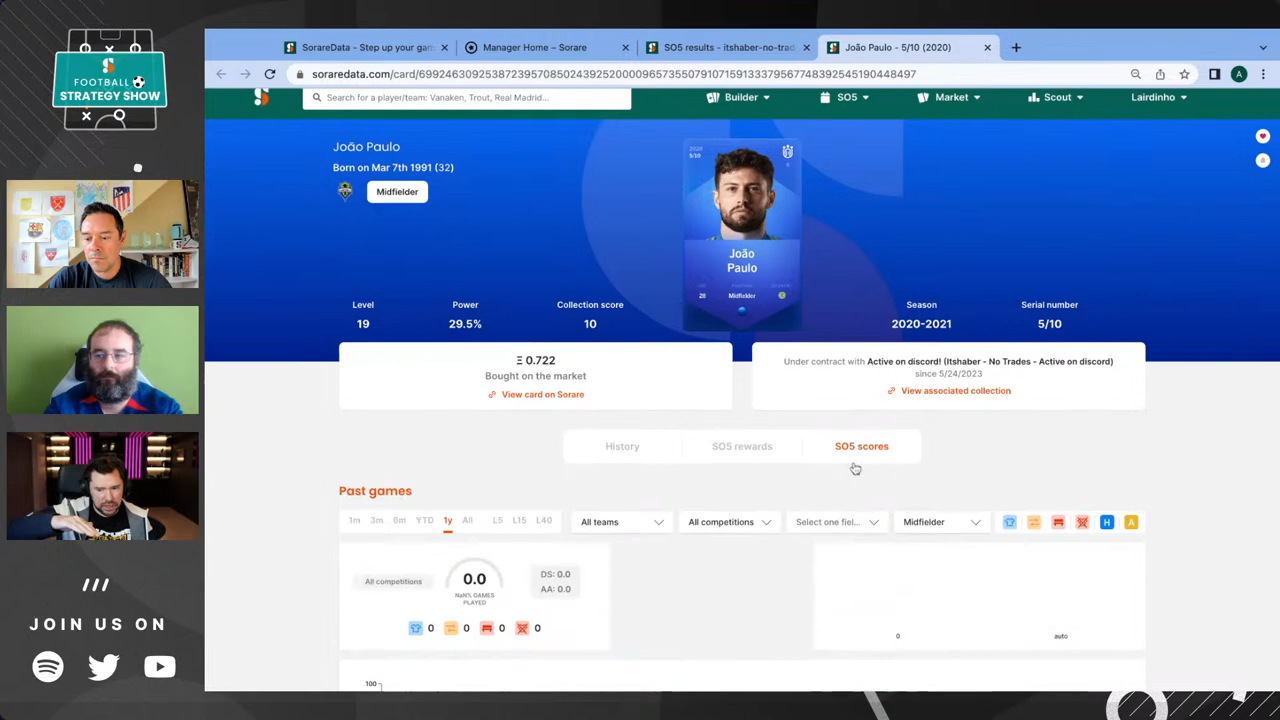 FOOTBALL
STRATEGY SHOW
JOIN US ON
SorareData - Step up your gam
Manager Home – Sorare
SO5 results - itshaber-no-trad
João Paulo - 5/10 (2020)
Search for a player/team: Vanaken, Trout, Real Madrid...
Builder
SO5
Market
Scout
Lairdinho
João Paulo
Born on Mar 7th 1991 (32)
Midfielder
2020
5/10
João
Paulo
28
Midfielder
Level
19
Power
29.5%
Collection score
10
Season
2020-2021
Serial number
5/10
Ξ 0.722
Bought on the market
View card on Sorare
Under contract with Active on discord! (Itshaber - No Trades - Active on discord)
since 5/24/2023
View associated collection
History
SO5 rewards
SO5 scores
Past games
1m 3m 6m YTD 1y All L5 L15 L40
All teams
All competitions
Select one fiel...
Midfielder
H
A
All competitions
0.0
NaN% GAMES
PLAYED
DS: 0.0
AA: 0.0
0 0 0 0
0
auto
100